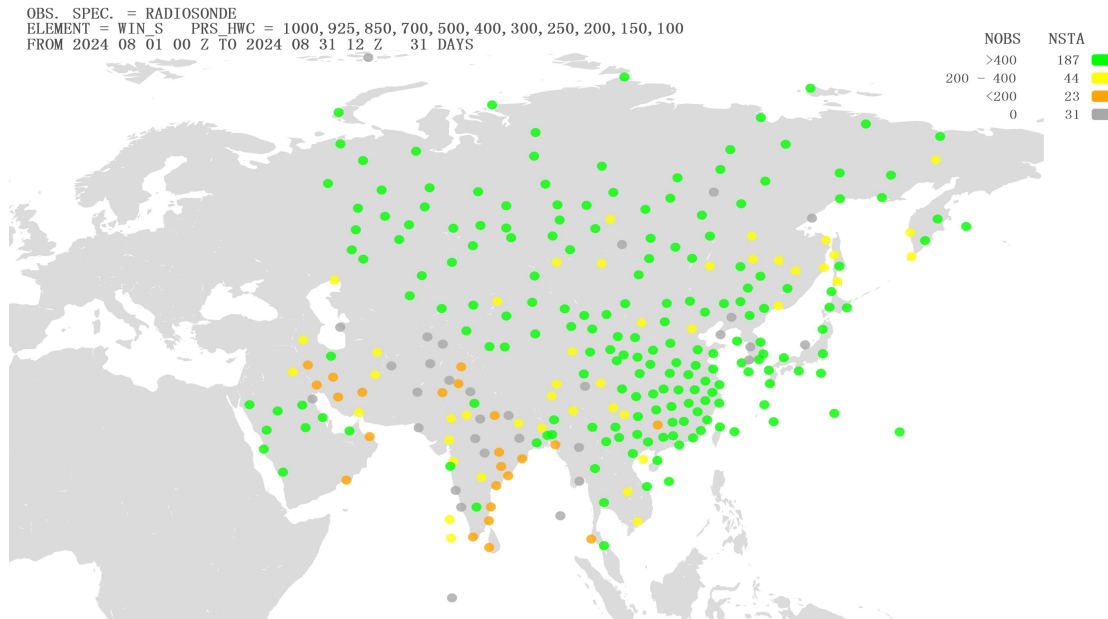 OBS. SPEC. = RADIOSONDE
ELEMENT = WIN_S PRS_HWC = 1000,925,850,700,500,400,300,250,200,150,100
FROM 2024 08 01 00 Z TO 2024 08 31 12 Z 31 DAYS
NOBS NSTA
>400 187
200 - 400 44
<200 23
0 31